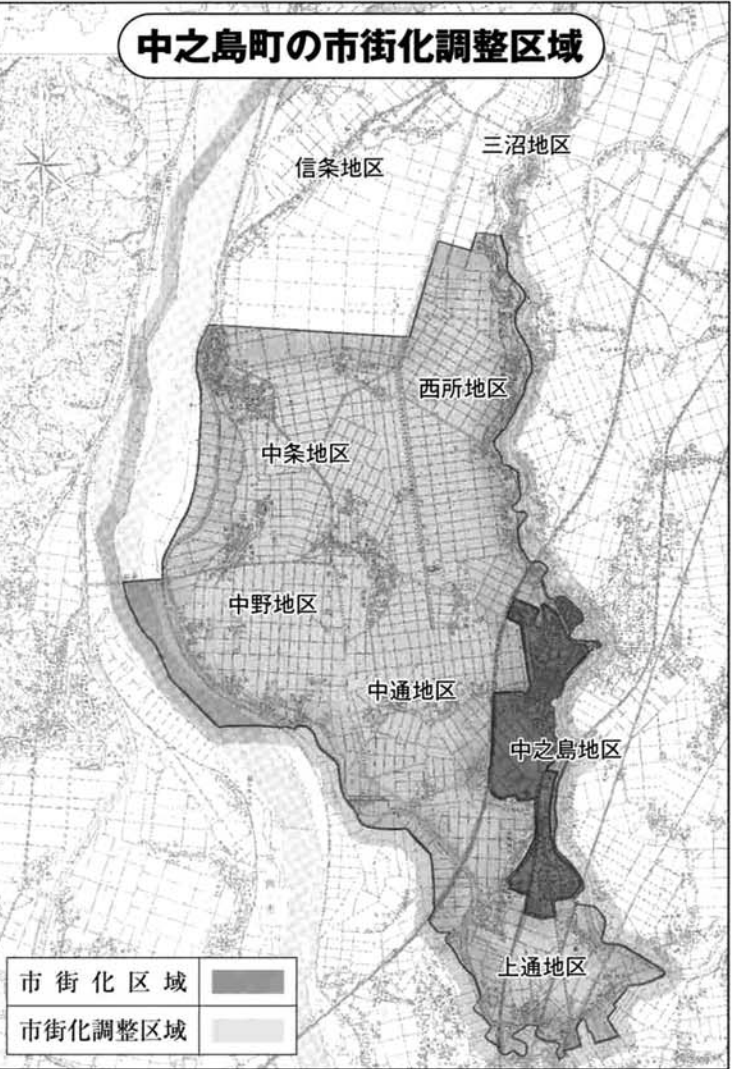 中之島町の市街化調整区域
三沼地区
信条地区
西所地区
中条地区
中野地区
中通地区
中之島地区
上通地区
市街化区域
市街化調整区域